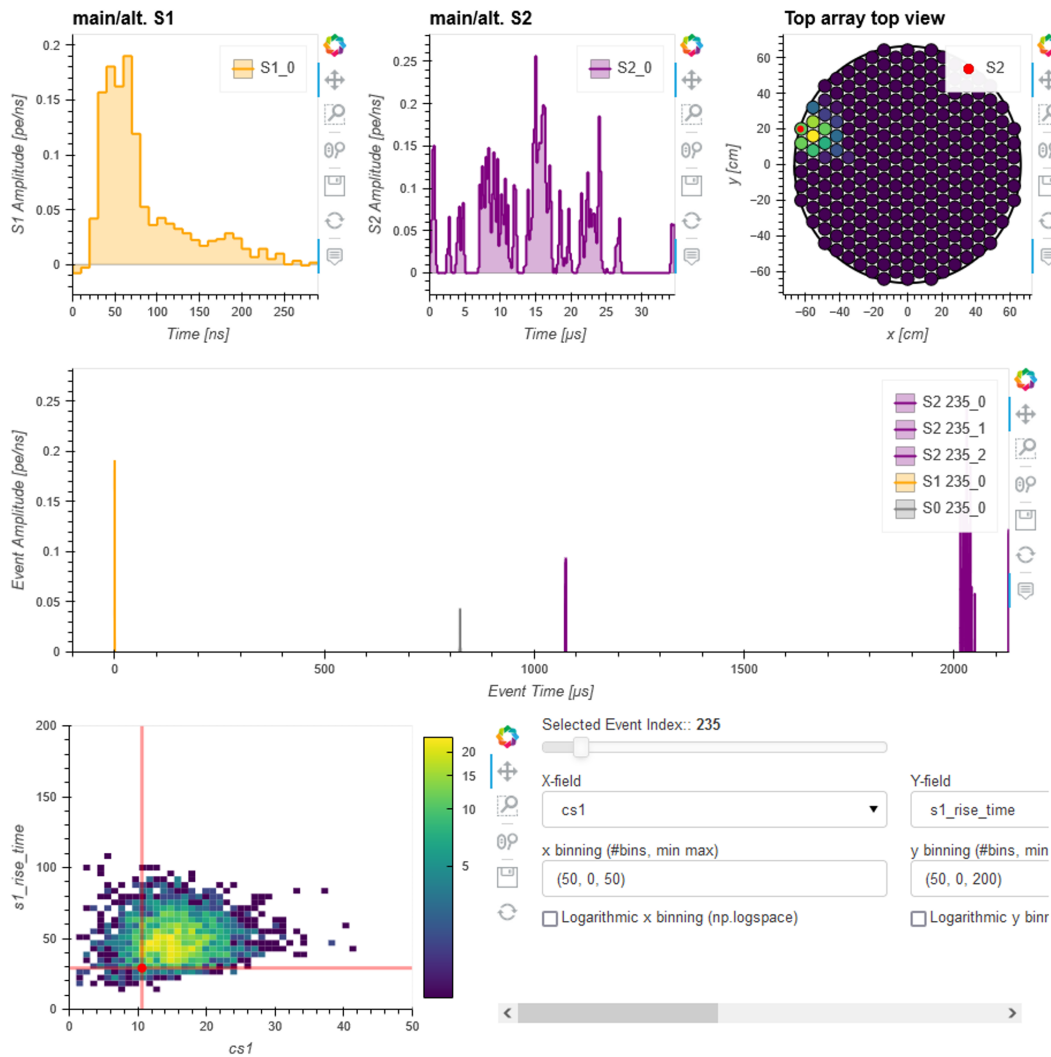 main/alt. S1
main/alt. S2
Top array top view
S1 Amplitude [pe/ns]
0.2
0.15
0.1
0.05
0
S1_0
0 50 100 150 200 250
Time [ns]
S2 Amplitude [pe/ns]
0.25
0.2
0.15
0.1
0.05
0
S2_0
0 5 10 15 20 25 30
Time [µs]
y [cm]
60
40
20
0
−20
−40
−60
S2
−60 −40 −20 0 20 40 60
x [cm]
Event Amplitude [pe/ns]
0.25
0.2
0.15
0.1
0.05
0
S2 235_0
S2 235_1
S2 235_2
S1 235_0
S0 235_0
0 500 1000 1500 2000
Event Time [µs]
s1_rise_time
200
150
100
50
0
0 10 20 30 40 50
cs1
20
15
10
5
Selected Event Index:: 235
X-field
Y-field
cs1
s1_rise_time
x binning (#bins, min max)
y binning (#bins, min
(50, 0, 50)
(50, 0, 200)
Logarithmic x binning (np.logspace)
Logarithmic y binn